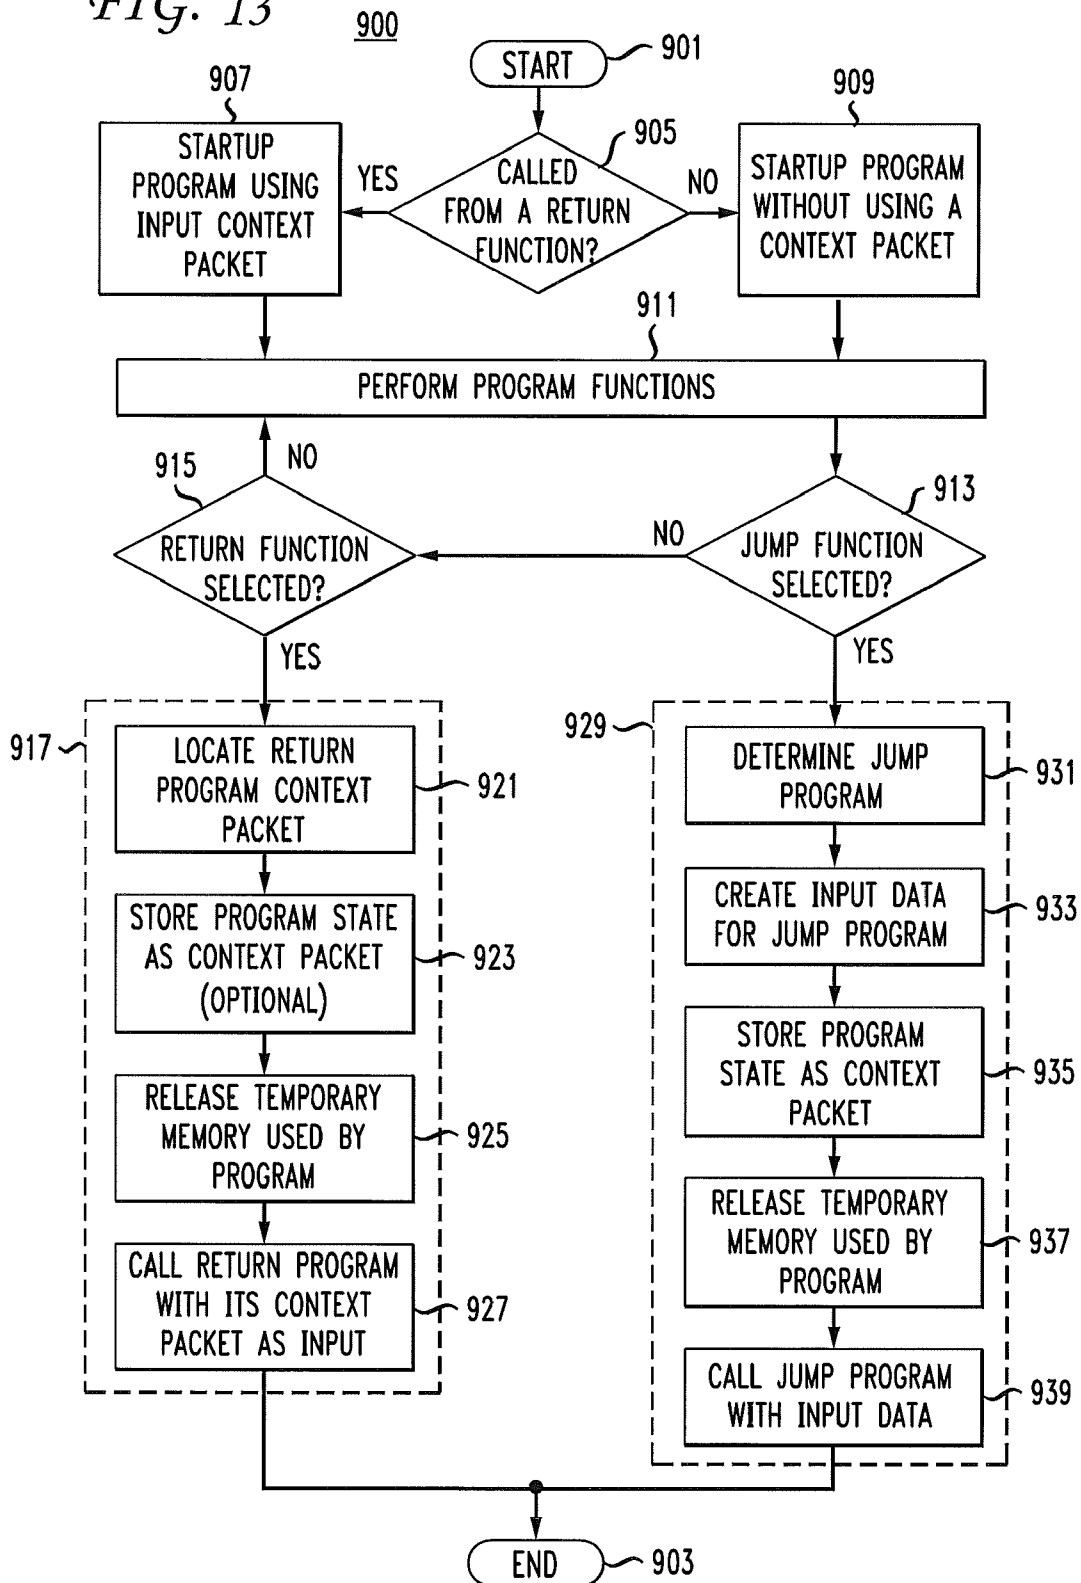 FIG. 13
900
START
901
907
909
905
STARTUP
PROGRAM USING
INPUT CONTEXT
PACKET
YES
CALLED
FROM A RETURN
FUNCTION?
NO
STARTUP PROGRAM
WITHOUT USING A
CONTEXT PACKET
911
PERFORM PROGRAM FUNCTIONS
915
NO
913
RETURN FUNCTION
SELECTED?
NO
JUMP FUNCTION
SELECTED?
YES
YES
917
LOCATE RETURN
PROGRAM CONTEXT
PACKET
921
STORE PROGRAM STATE
AS CONTEXT PACKET
(OPTIONAL)
923
RELEASE TEMPORARY
MEMORY USED BY
PROGRAM
925
CALL RETURN PROGRAM
WITH ITS CONTEXT
PACKET AS INPUT
927
929
DETERMINE JUMP
PROGRAM
931
CREATE INPUT DATA
FOR JUMP PROGRAM
933
STORE PROGRAM
STATE AS CONTEXT
PACKET
935
RELEASE TEMPORARY
MEMORY USED BY
PROGRAM
937
CALL JUMP PROGRAM
WITH INPUT DATA
939
END
903